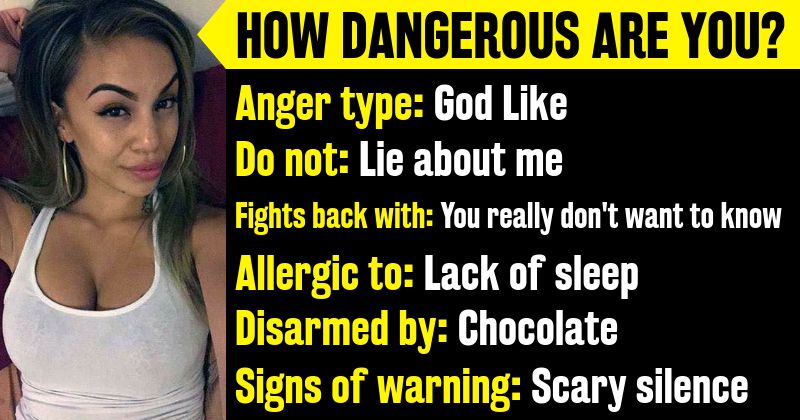 HOW DANGEROUS ARE YOU?
Anger type: God Like
Do not: Lie about me
Fights back with: You really don't want to know
Allergic to: Lack of sleep
Disarmed by: Chocolate
Signs of warning: Scary silence